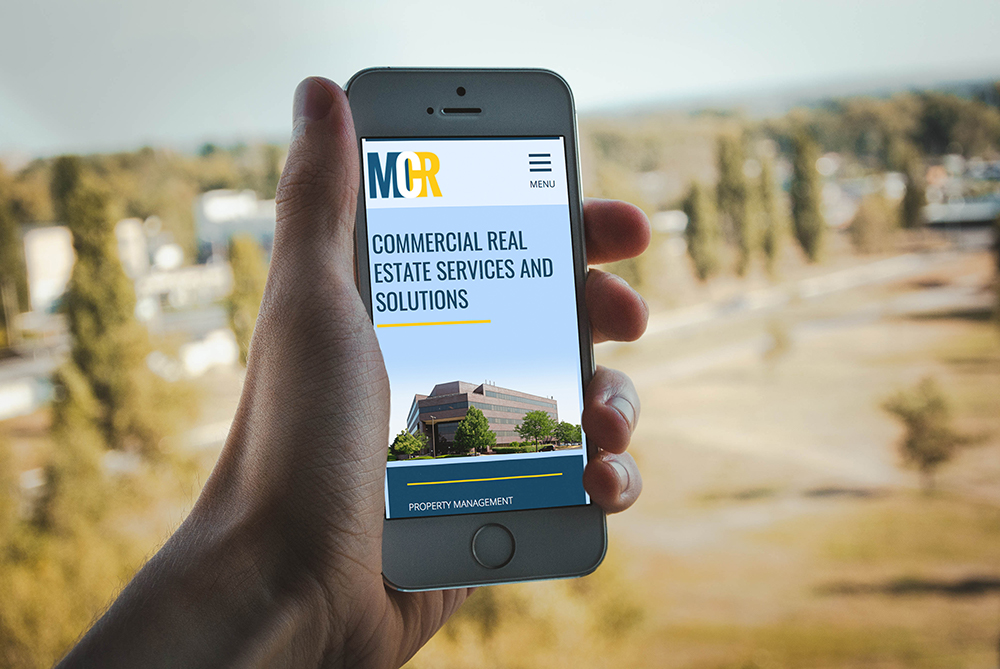 MCR
MENU
COMMERCIAL REAL
ESTATE SERVICES AND
SOLUTIONS
PROPERTY MANAGEMENT